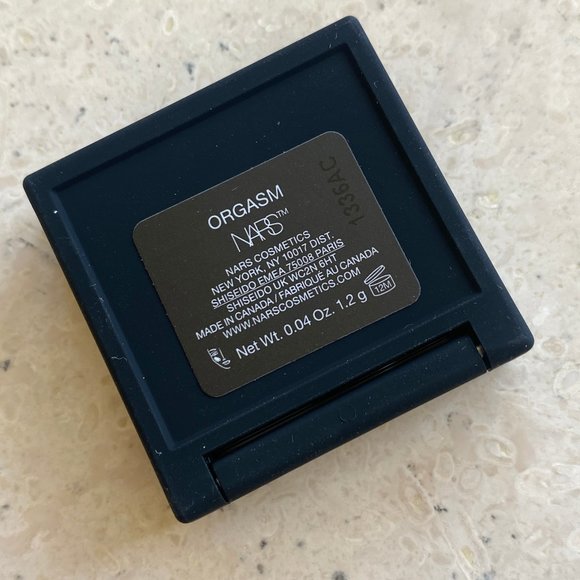 ORGASM
NARS™
NARS COSMETICS
NEW YORK, NY 10017 DIST.
SHISEIDO EMEA 75008 PARIS
SHISEIDO UK WC2N 6HT
MADE IN CANADA / FABRIQUÉ AU CANADA
WWW.NARSCOSMETICS.COM
Net Wt. 0.04 Oz. 1.2 g
12M
1336AC